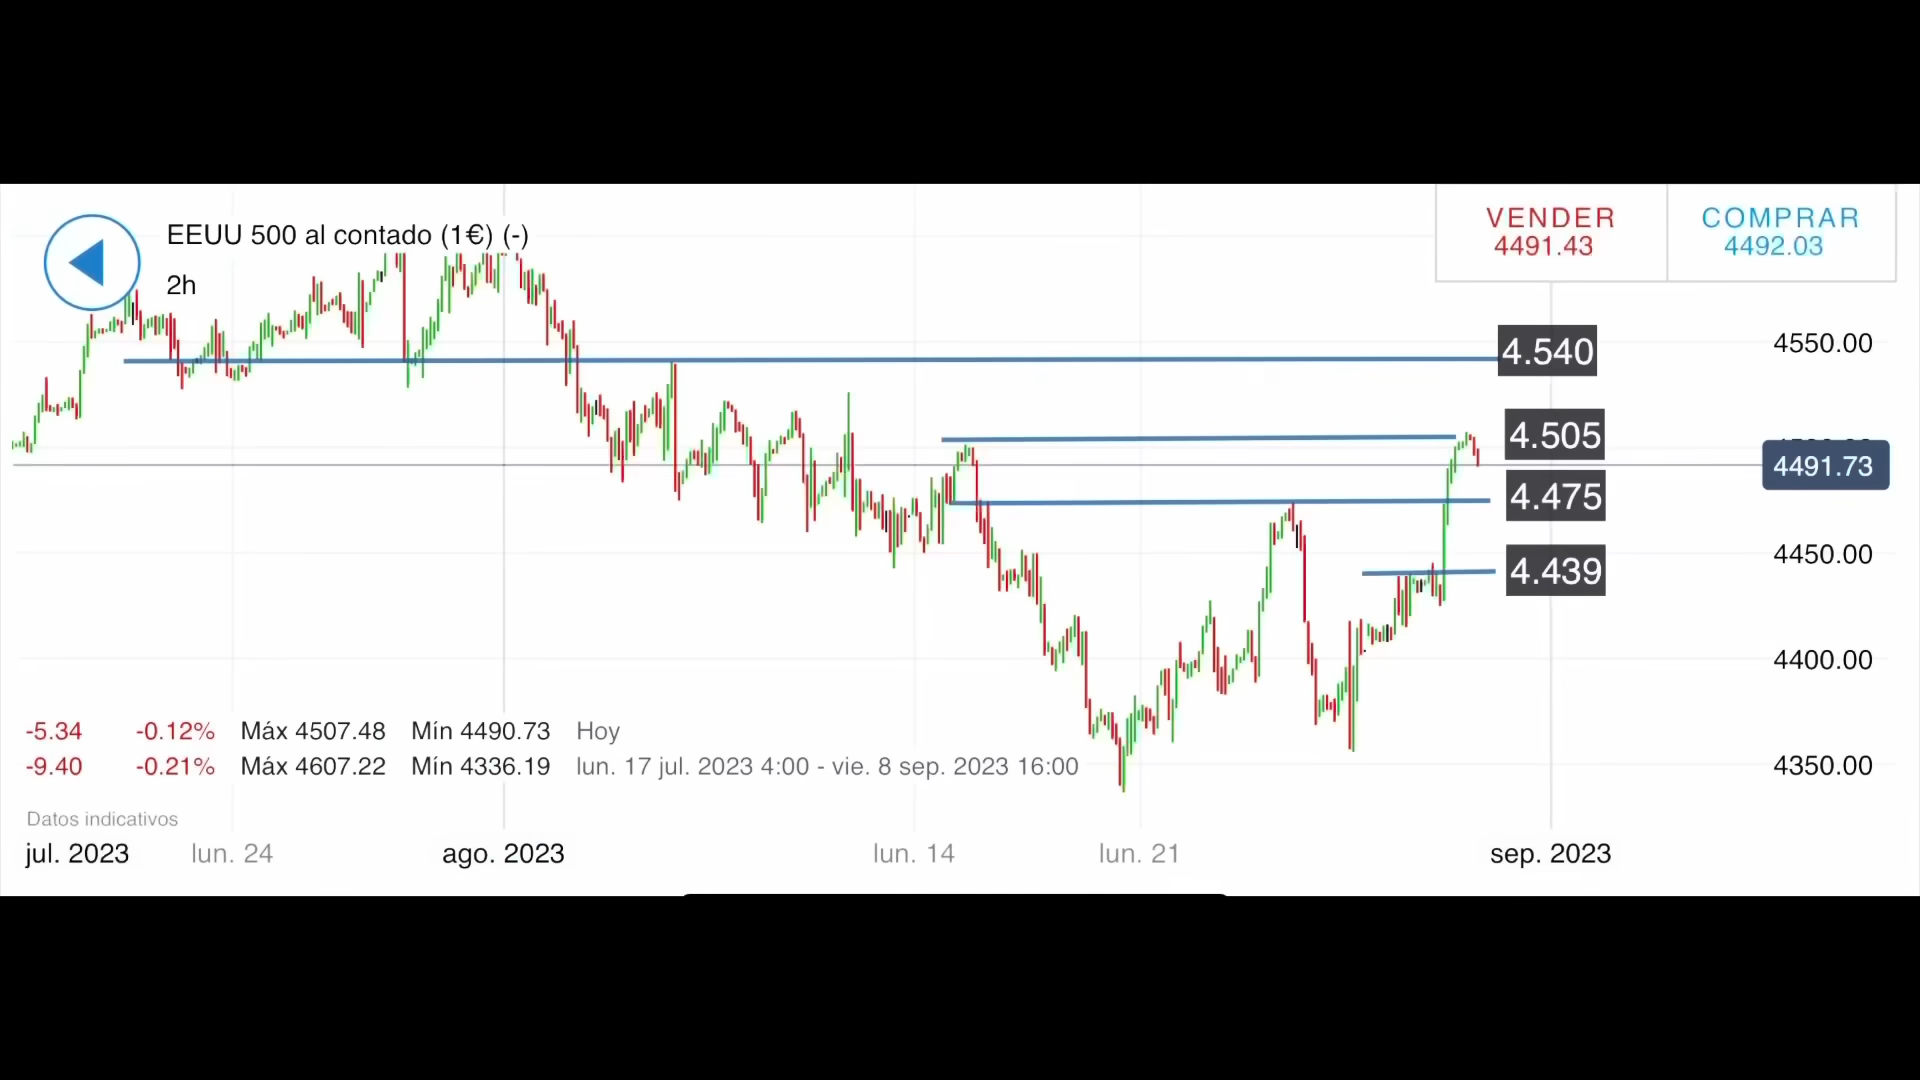 EEUU 500 al contado (1€) (-)
2h
VENDER
4491.43
COMPRAR
4492.03
4.540
4550.00
4.505
4491.73
4.475
4450.00
4.439
4400.00
4350.00
-5.34 -0.12% Máx 4507.48 Mín 4490.73 Hoy
-9.40 -0.21% Máx 4607.22 Mín 4336.19 lun. 17 jul. 2023 4:00 - vie. 8 sep. 2023 16:00
Datos indicativos
jul. 2023 lun. 24 ago. 2023 lun. 14 lun. 21 sep. 2023